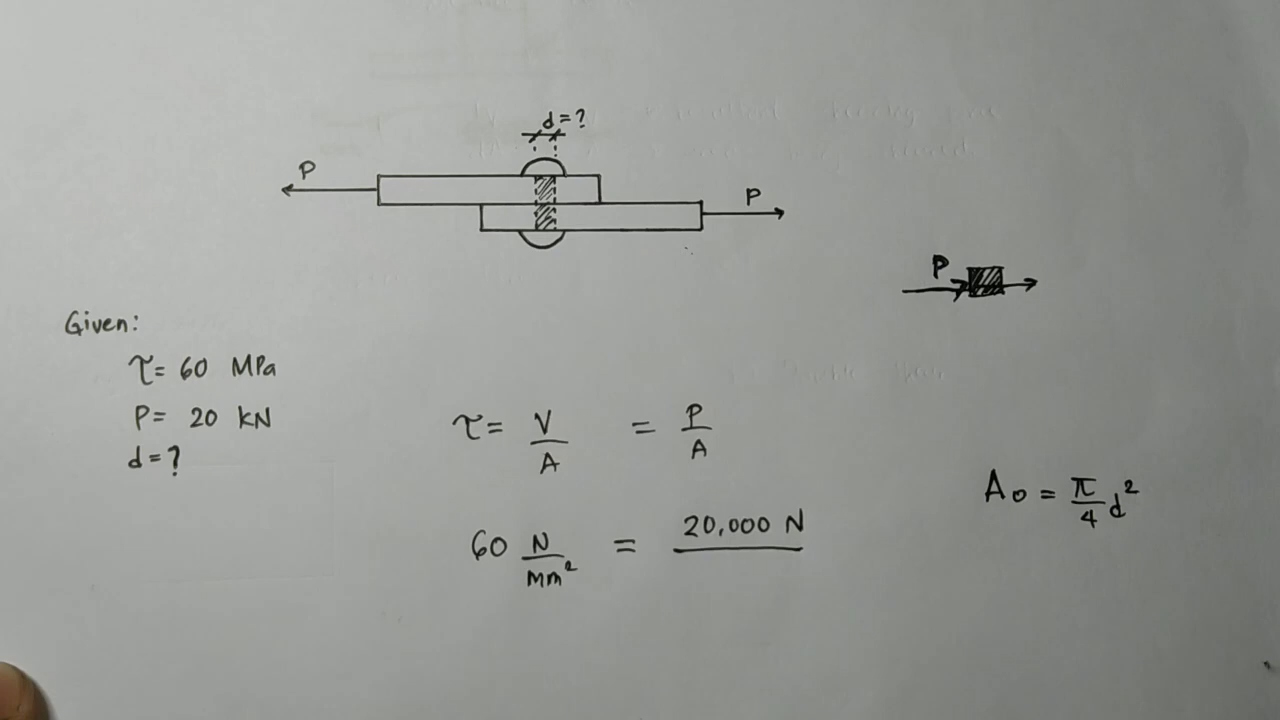 d=?
P
P
P
Given:
τ= 60 MPa
P= 20 KN
d=?
τ= V/A = P/A
60 N/mm² = 20,000 N
A₀ = π/4 d²